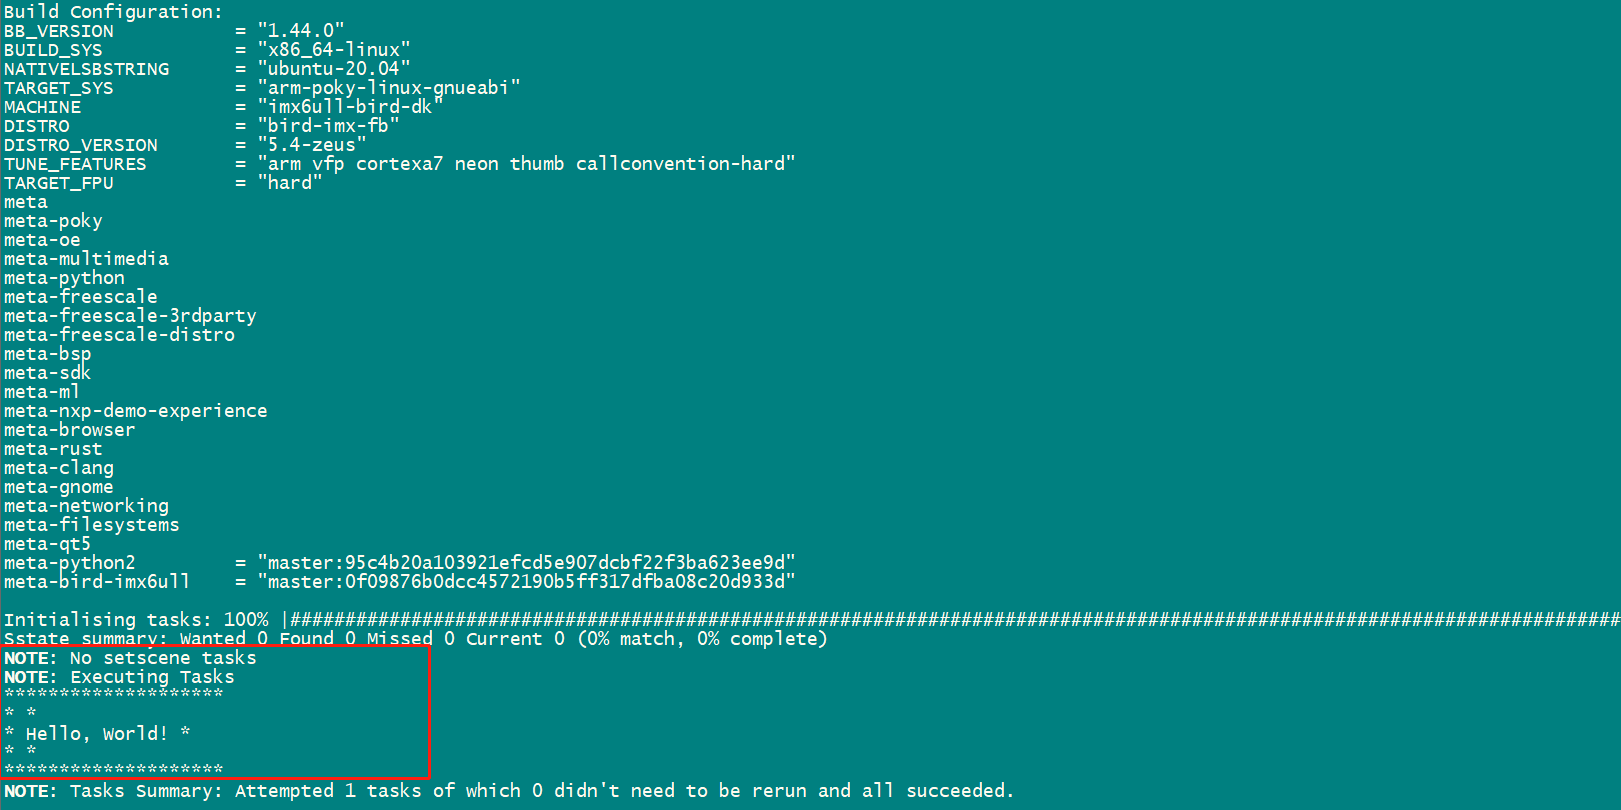 Build Configuration:
BB_VERSION           = "1.44.0"
BUILD_SYS            = "x86_64-linux"
NATIVELSBSTRING      = "ubuntu-20.04"
TARGET_SYS           = "arm-poky-linux-gnueabi"
MACHINE              = "imx6ull-bird-dk"
DISTRO               = "bird-imx-fb"
DISTRO_VERSION       = "5.4-zeus"
TUNE_FEATURES        = "arm vfp cortexa7 neon thumb callconvention-hard"
TARGET_FPU           = "hard"
meta
meta-poky
meta-oe
meta-multimedia
meta-python
meta-freescale
meta-freescale-3rdparty
meta-freescale-distro
meta-bsp
meta-sdk
meta-ml
meta-nxp-demo-experience
meta-browser
meta-rust
meta-clang
meta-gnome
meta-networking
meta-filesystems
meta-qt5
meta-python2         = "master:95c4b20a103921efcd5e907dcbf22f3ba623ee9d"
meta-bird-imx6ull    = "master:0f09876b0dcc4572190b5ff317dfba08c20d933d"
Initialising tasks: 100% |#########################################################################################################################
Sstate summary: Wanted 0 Found 0 Missed 0 Current 0 (0% match, 0% complete)
NOTE: No setscene tasks
NOTE: Executing Tasks
********************
* *
* Hello, World! *
* *
********************
NOTE: Tasks Summary: Attempted 1 tasks of which 0 didn't need to be rerun and all succeeded.